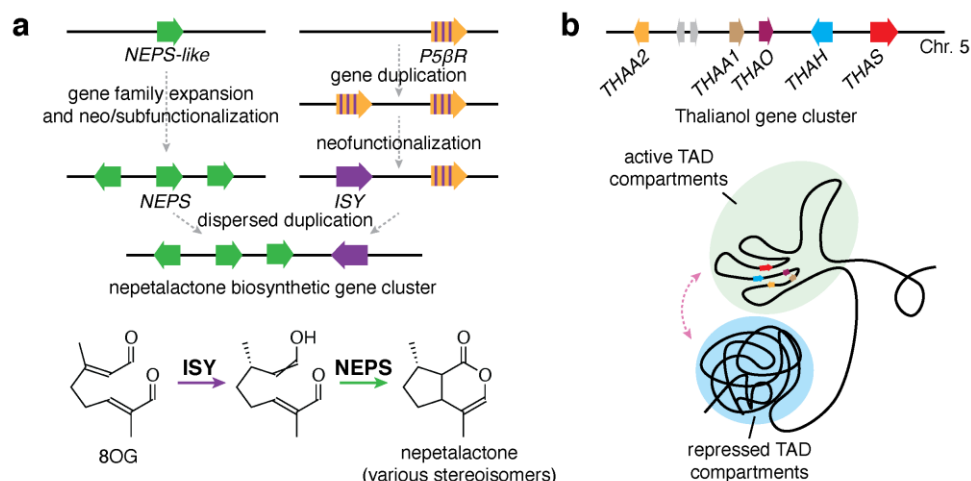 a
NEPS-like
P5βR
gene family expansion
and neo/subfunctionalization
gene duplication
neofunctionalization
NEPS
ISY
dispersed duplication
nepetalactone biosynthetic gene cluster
O
O
8OG
ISY
OH
O
NEPS
O
O
nepetalactone
(various stereoisomers)
b
Chr. 5
THAA2
THAA1
THAO
THAH
THAS
Thalianol gene cluster
active TAD
compartments
repressed TAD
compartments